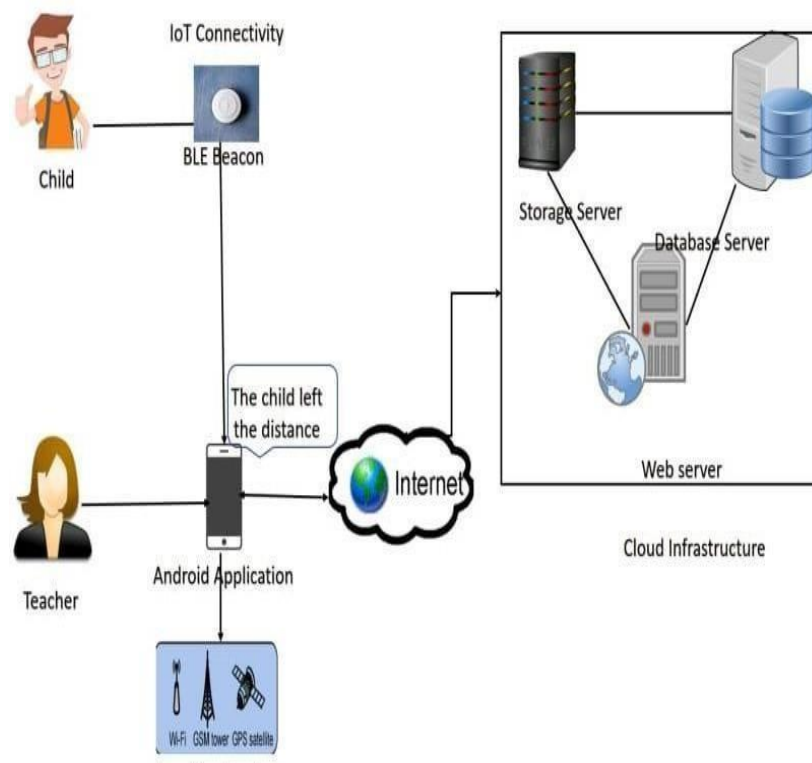 IoT Connectivity
BLE Beacon
Child
Storage Server
Database Server
The child left
the distance
Internet
Web server
Cloud Infrastructure
Android Application
Teacher
Wi-Fi GSM tower GPS satellite